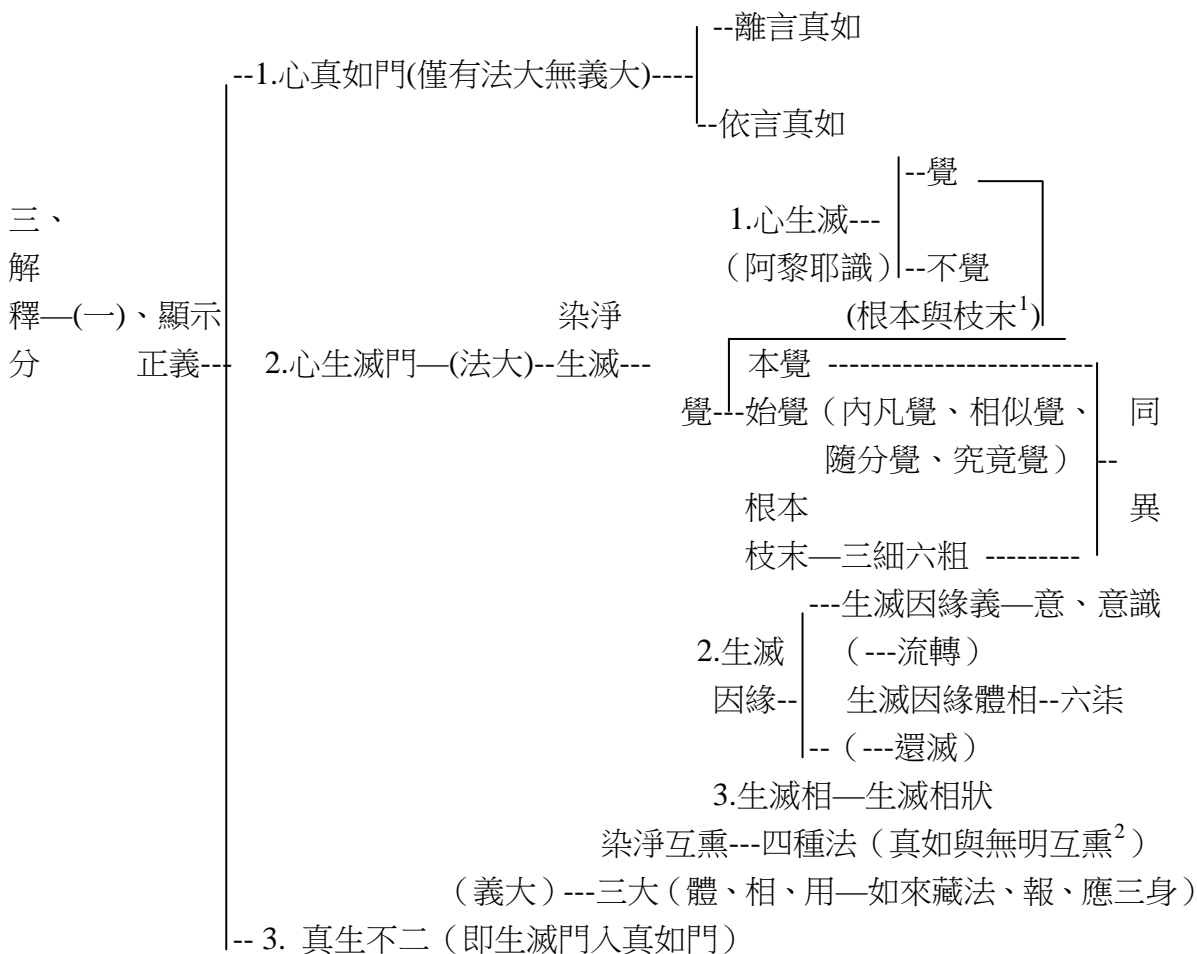 --離言真如
--1.心真如門(僅有法大無義大)----
--依言真如
--覺
三、
1.心生滅---
解
（阿黎耶識）--不覺
釋—(一)、顯示
染淨
(根本與枝末1)
分
正義---
2.心生滅門—(法大)--生滅---
本覺 -------------------------
覺---始覺（內凡覺、相似覺、
同
隨分覺、究竟覺）
--
根本
異
枝末—三細六粗 ---------
---生滅因緣義—意、意識
2.生滅
（---流轉）
因緣--
生滅因緣體相--六柒
--（---還滅）
3.生滅相—生滅相狀
染淨互熏---四種法（真如與無明互熏2）
（義大）---三大（體、相、用—如來藏法、報、應三身）
-- 3. 真生不二（即生滅門入真如門）